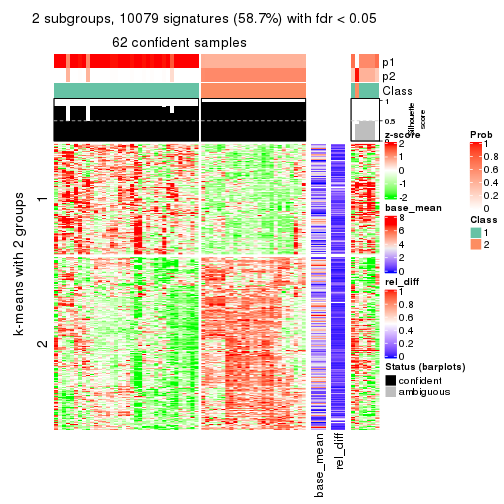 2 subgroups, 10079 signatures (58.7%) with fdr < 0.05
62 confident samples
p1
p2
Class
1
0.5
Silhouette
score
k-means with 2 groups
1
2
base_mean
rel_diff
z-score
2
1
0
-1
-2
base_mean
8
6
4
2
0
rel_diff
1
0.8
0.6
0.4
0.2
0
Status (barplots)
confident
ambiguous
Prob
1
0.8
0.6
0.4
0.2
0
Class
1
2